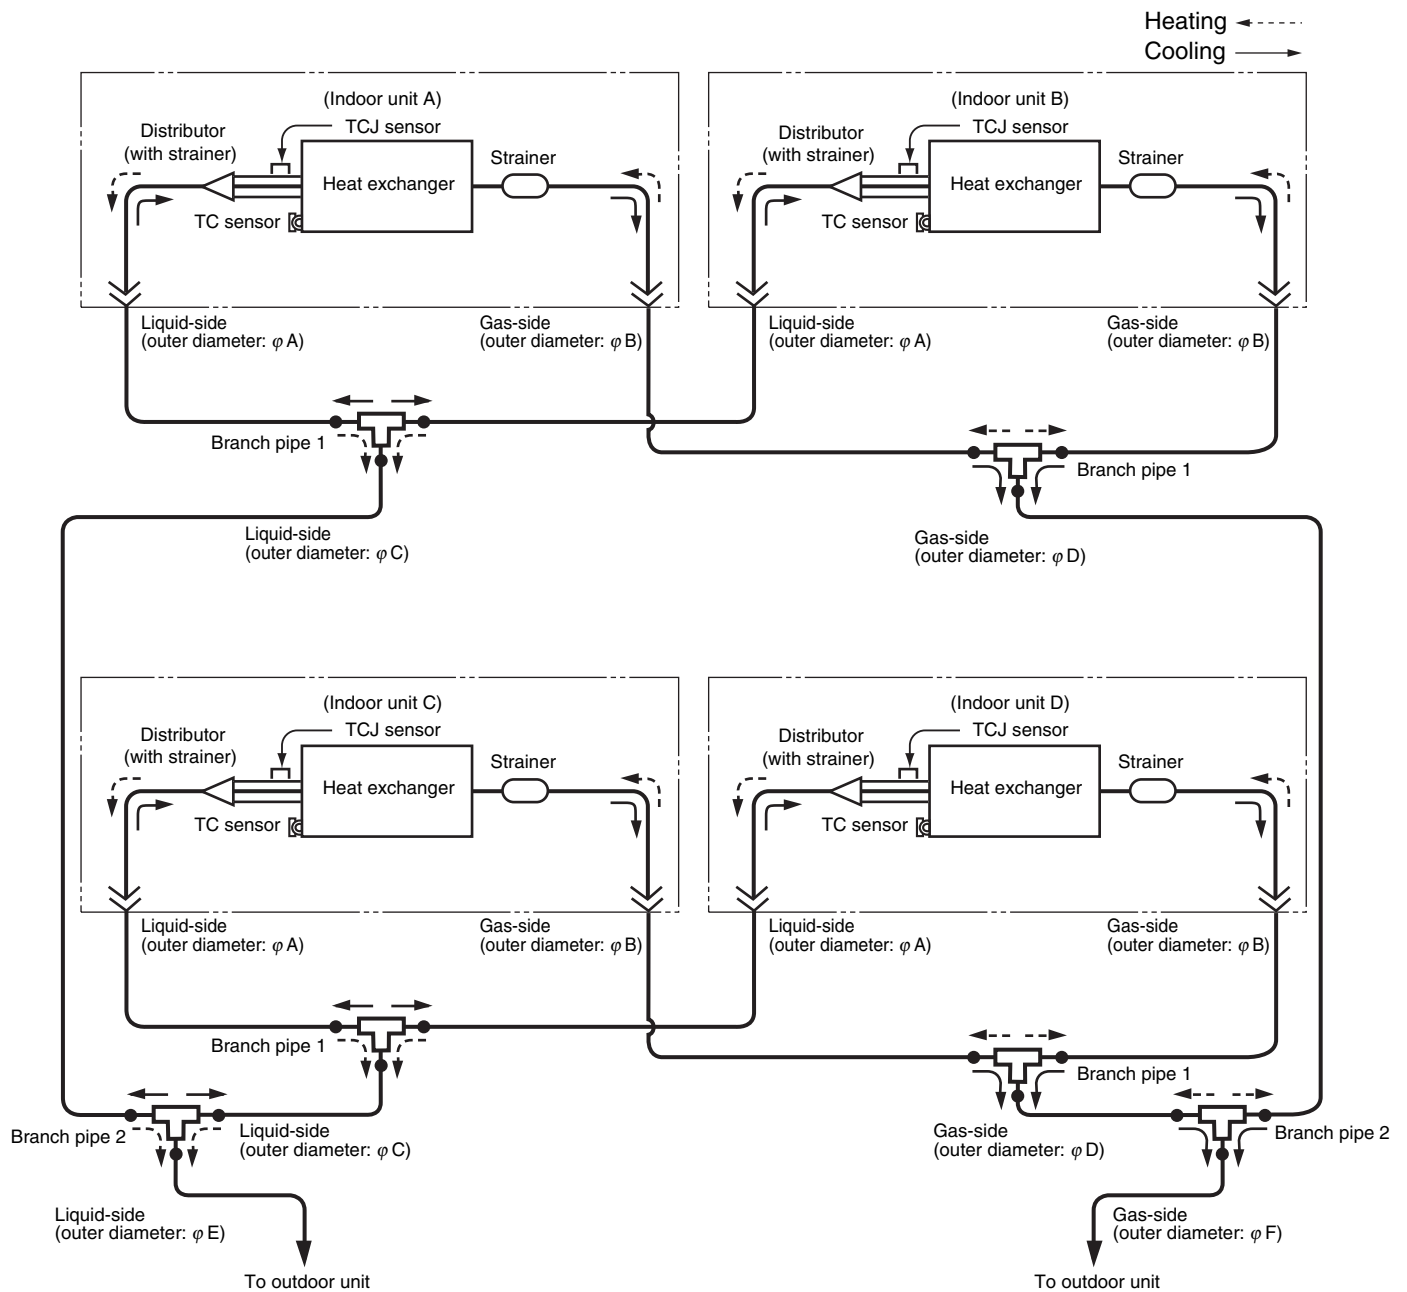 Heating
Cooling
(Indoor unit A)
TCJ sensor
Distributor
(with strainer)
Heat exchanger
Strainer
TC sensor
Liquid-side
(outer diameter: φ A)
Gas-side
(outer diameter: φ B)
(Indoor unit B)
TCJ sensor
Distributor
(with strainer)
Heat exchanger
Strainer
TC sensor
Liquid-side
(outer diameter: φ A)
Gas-side
(outer diameter: φ B)
Branch pipe 1
Branch pipe 1
Liquid-side
(outer diameter: φ C)
Gas-side
(outer diameter: φ D)
(Indoor unit C)
TCJ sensor
Distributor
(with strainer)
Heat exchanger
Strainer
TC sensor
Liquid-side
(outer diameter: φ A)
Gas-side
(outer diameter: φ B)
(Indoor unit D)
TCJ sensor
Distributor
(with strainer)
Heat exchanger
Strainer
TC sensor
Liquid-side
(outer diameter: φ A)
Gas-side
(outer diameter: φ B)
Branch pipe 1
Branch pipe 1
Branch pipe 2
Liquid-side
(outer diameter: φ C)
Gas-side
(outer diameter: φ D)
Branch pipe 2
Liquid-side
(outer diameter: φ E)
Gas-side
(outer diameter: φ F)
To outdoor unit
To outdoor unit